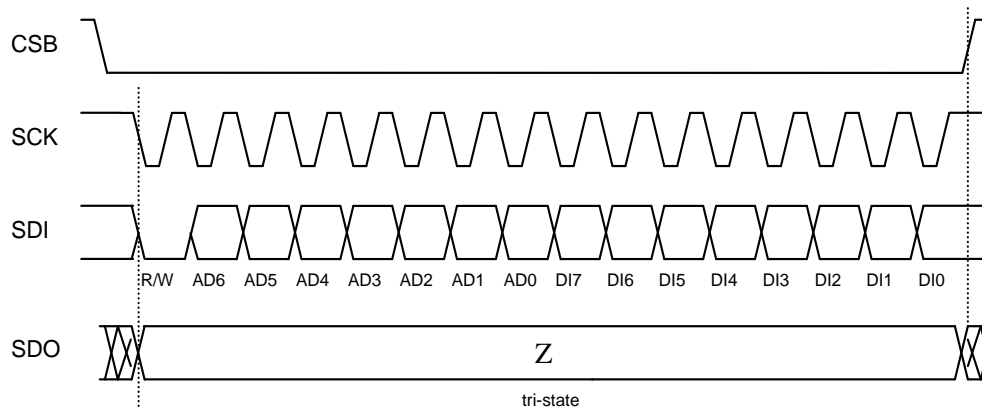 CSB
SCK
SDI
R/W AD6 AD5 AD4 AD3 AD2 AD1 AD0 DI7 DI6 DI5 DI4 DI3 DI2 DI1 DI0
SDO
Z
tri-state